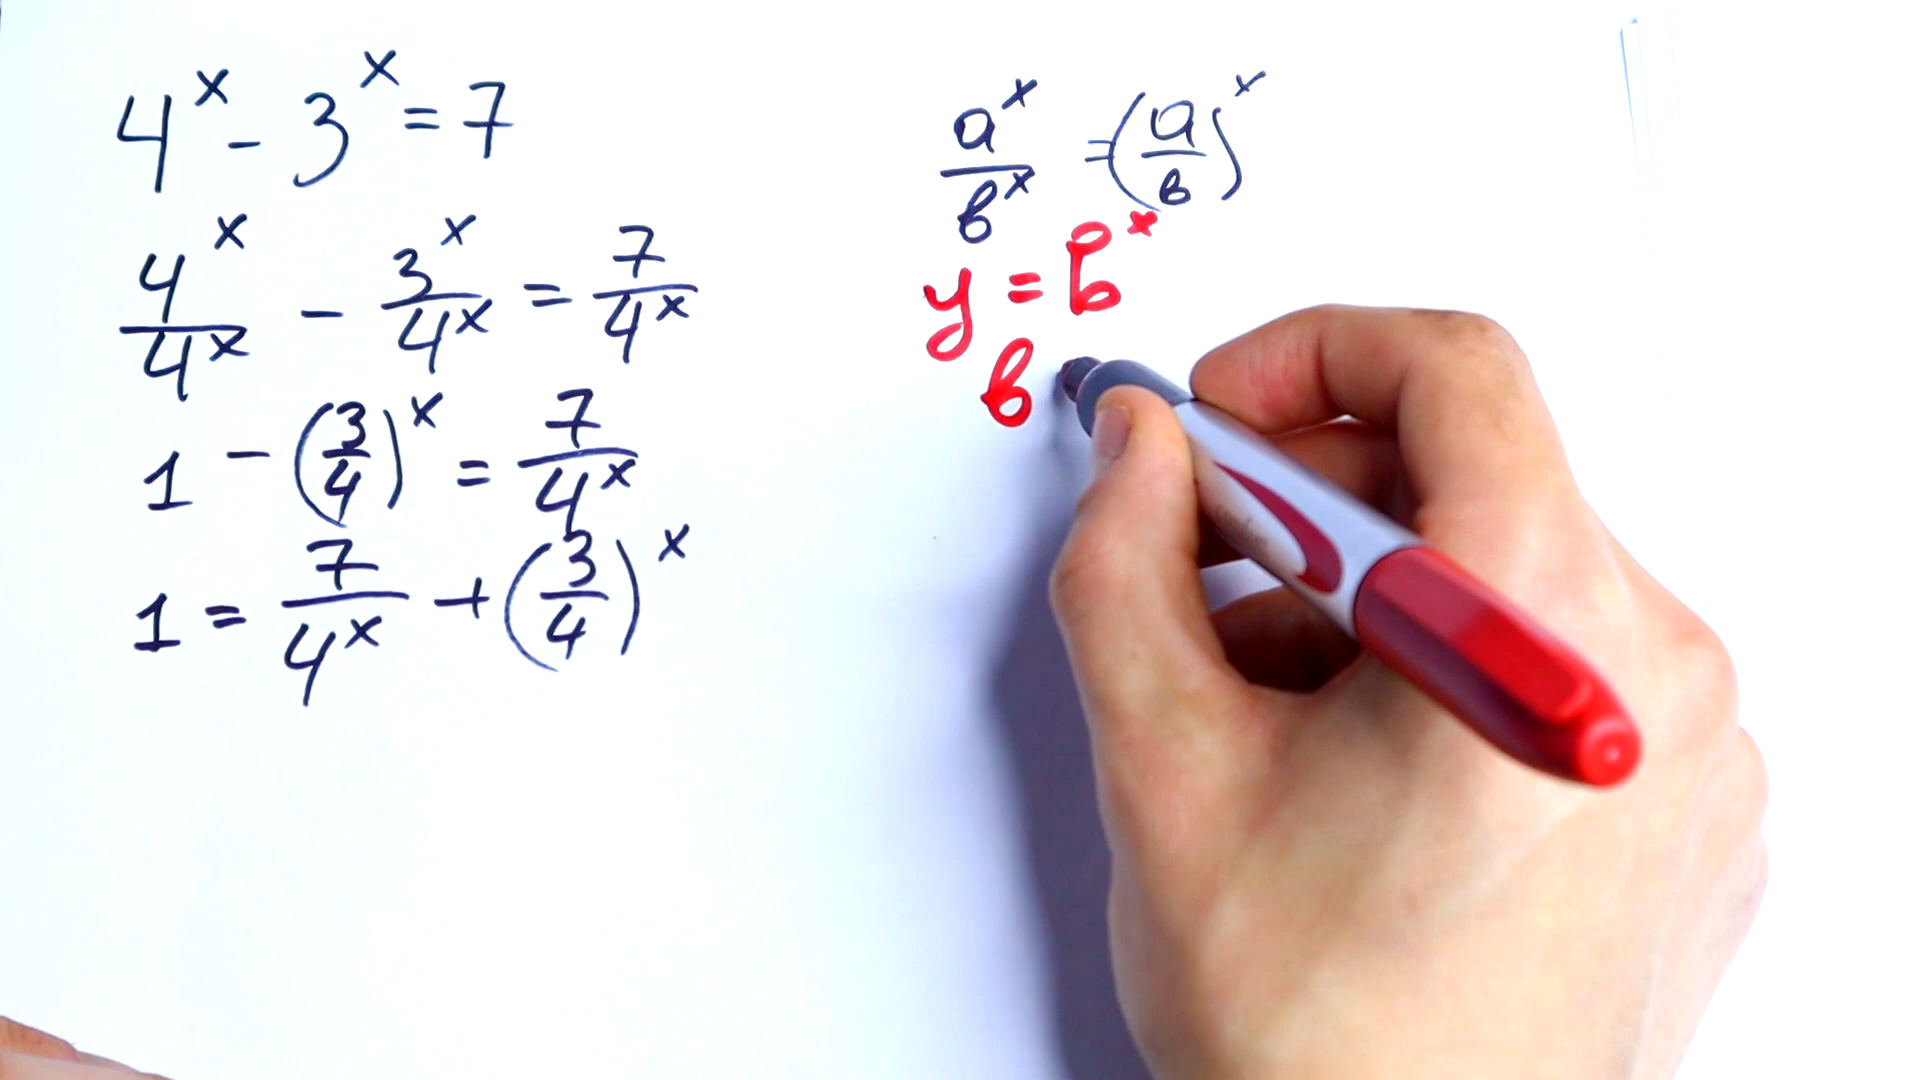 4^x - 3^x = 7
4^x/4^x - 3^x/4^x = 7/4^x
1 - (3/4)^x = 7/4^x
1 = 7/4^x + (3/4)^x
a^x/b^x = (a/b)^x
y = b^x
b